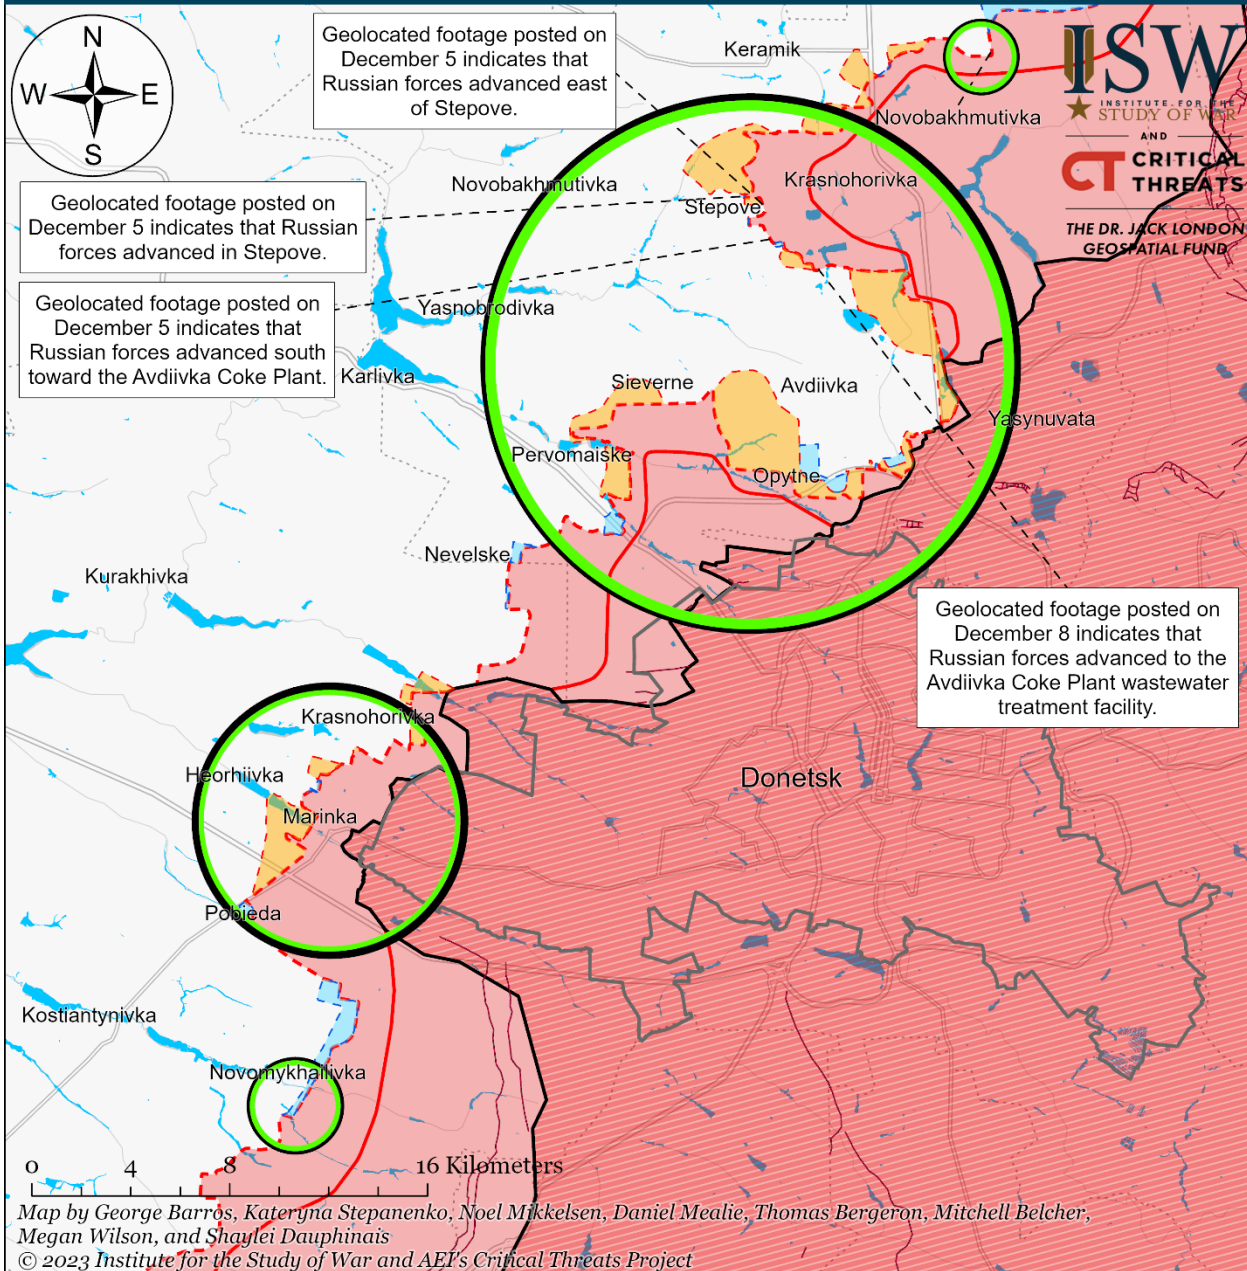 N
W
E
S
Geolocated footage posted on
December 5 indicates that
Russian forces advanced east
of Stepove.
Keramik
ISW
INSTITUTE FOR THE
STUDY OF WAR
AND
CT CRITICAL
THREATS
THE DR. JACK LONDON
GEOSPATIAL FUND
Novobakhmutivka
Geolocated footage posted on
December 5 indicates that Russian
forces advanced in Stepove.
Novobakhmutivka
Krasnohorivka
Stepove
Geolocated footage posted on
December 5 indicates that
Russian forces advanced south
toward the Avdiivka Coke Plant.
Yasnobrodivka
Karlivka
Sieverne
Avdiivka
Yasynuvata
Pervomaiske
Opytne
Nevelske
Kurakhivka
Geolocated footage posted on
December 8 indicates that
Russian forces advanced to the
Avdiivka Coke Plant wastewater
treatment facility.
Krasnohorivka
Heorhiivka
Donetsk
Marinka
Pobieda
Kostiantynivka
Novomykhailivka
0 4 8 16 Kilometers
Map by George Barros, Kateryna Stepanenko, Noel Mikkelsen, Daniel Mealie, Thomas Bergeron, Mitchell Belcher,
Megan Wilson, and Shaylei Dauphinais
© 2023 Institute for the Study of War and AEI's Critical Threats Project